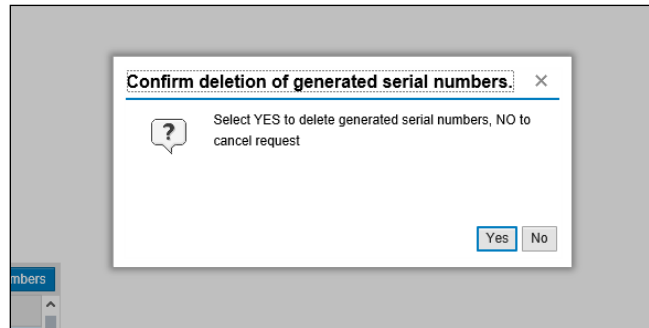 Confirm deletion of generated serial numbers.
Select YES to delete generated serial numbers, NO to
cancel request
Yes No
mbers